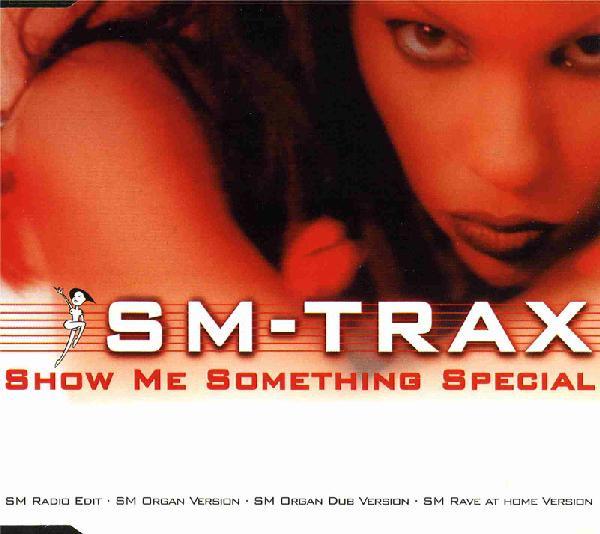 SM-TRAX
SHOW ME SOMETHING SPECIAL
SM RADIO EDIT · SM ORGAN VERSION · SM ORGAN DUB VERSION · SM RAVE AT HOME VERSION